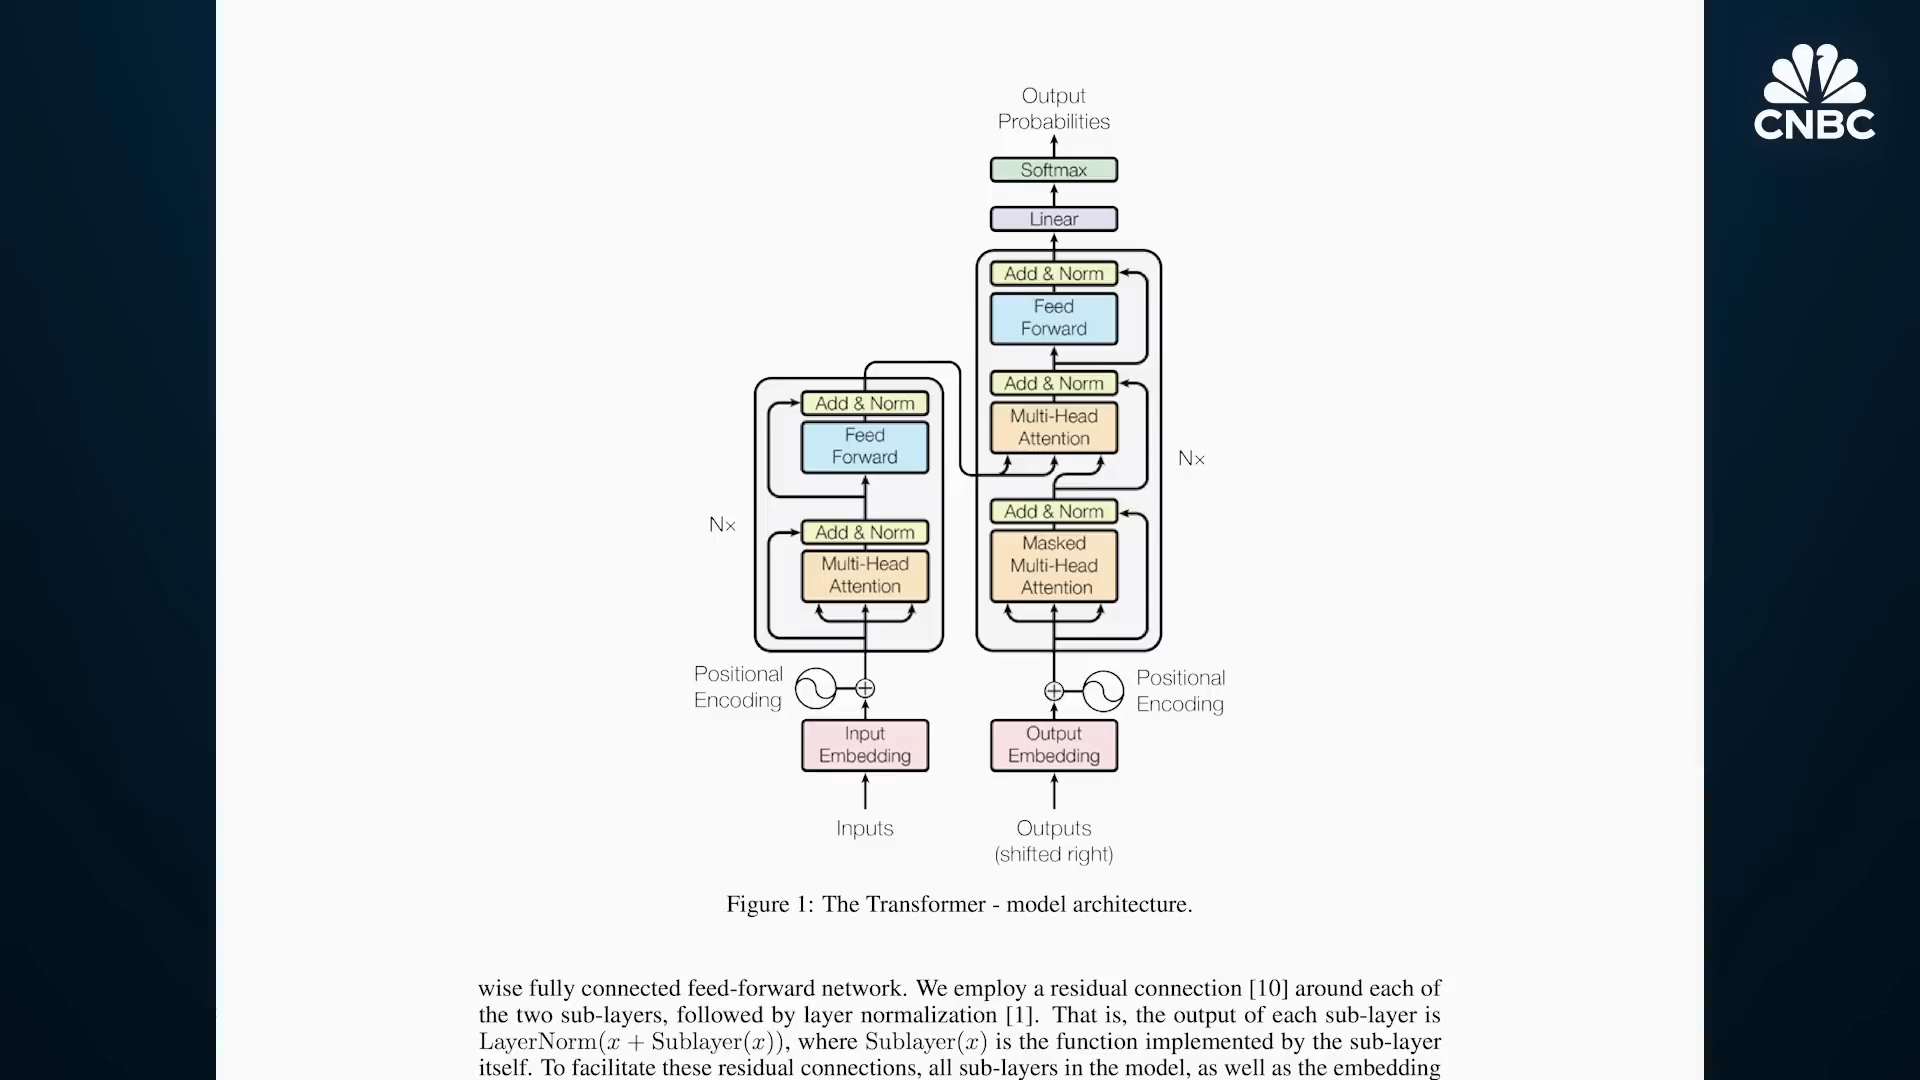 CNBC
Output
Probabilities
Softmax
Linear
Add & Norm
Feed
Forward
Add & Norm
Multi-Head
Attention
Nx
Add & Norm
Masked
Multi-Head
Attention
Add & Norm
Feed
Forward
Nx
Add & Norm
Multi-Head
Attention
Positional
Encoding
Positional
Encoding
Input
Embedding
Output
Embedding
Inputs
Outputs
(shifted right)
Figure 1: The Transformer - model architecture.
wise fully connected feed-forward network. We employ a residual connection [10] around each of
the two sub-layers, followed by layer normalization [1]. That is, the output of each sub-layer is
LayerNorm(x + Sublayer(x)), where Sublayer(x) is the function implemented by the sub-layer
itself. To facilitate these residual connections, all sub-layers in the model, as well as the embedding